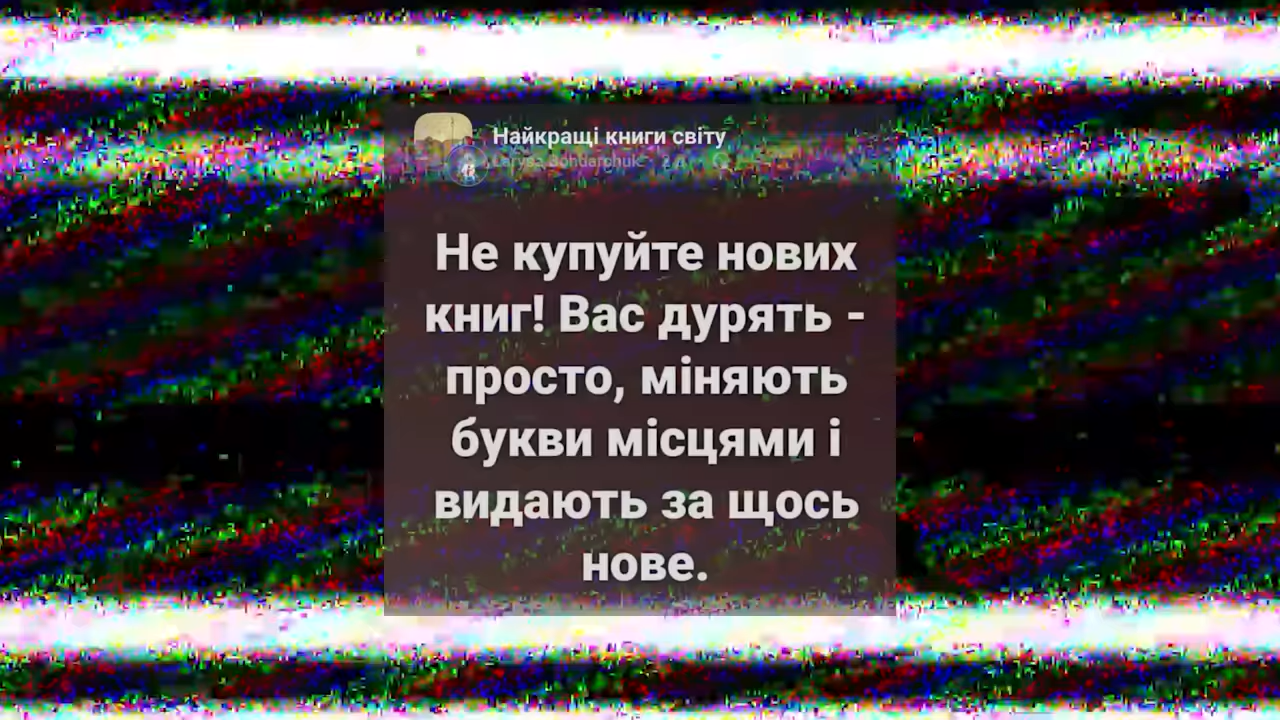 Найкращі книги світу
Не купуйте нових
книг! Вас дурять -
просто, міняють
букви місцями і
видають за щось
нове.